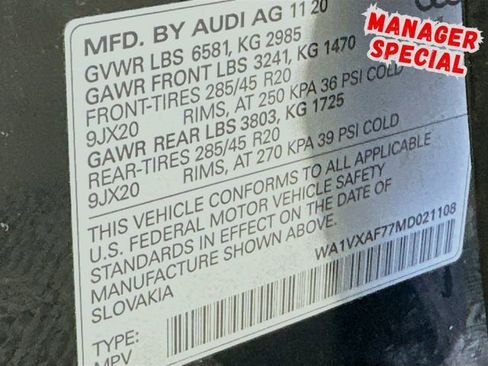 MANAGER
SPECIAL
MFD. BY AUDI AG 11 20
GVWR LBS 6581, KG 2985
GAWR FRONT LBS 3241, KG 1470
FRONT-TIRES 285/45 R20
9JX20 RIMS, AT 250 KPA 36 PSI COLD
GAWR REAR LBS 3803, KG 1725
REAR-TIRES 285/45 R20
9JX20 RIMS, AT 270 KPA 39 PSI COLD
THIS VEHICLE CONFORMS TO ALL APPLICABLE
U.S. FEDERAL MOTOR VEHICLE SAFETY
STANDARDS IN EFFECT ON THE DATE OF
MANUFACTURE SHOWN ABOVE.
SLOVAKIA
WA1VXAF77MD021108
TYPE:
MPV